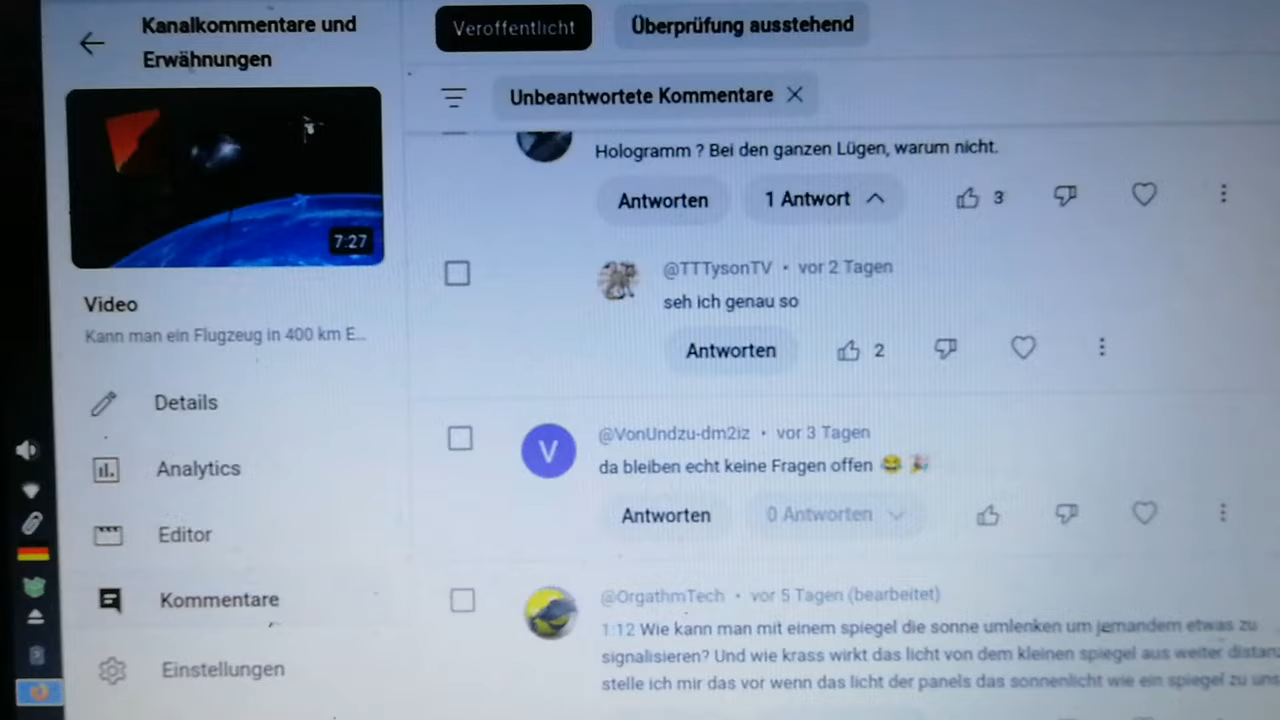 Kanalkommentare und
Erwähnungen
7:27
Video
Kann man ein Flugzeug in 400 km E...
Details
Analytics
Editor
Kommentare
Einstellungen
Veröffentlicht
Überprüfung ausstehend
Unbeantwortete Kommentare
Hologramm ? Bei den ganzen Lügen, warum nicht.
Antworten
1 Antwort
3
@TTTysonTV • vor 2 Tagen
seh ich genau so
Antworten
2
V
@VonUndzu-dm2iz • vor 3 Tagen
da bleiben echt keine Fragen offen 😂 🎉
Antworten
0 Antworten
@OrgathmTech • vor 5 Tagen (bearbeitet)
1:12 Wie kann man mit einem spiegel die sonne umlenken um jemandem etwas zu
signalisieren? Und wie krass wirkt das licht von dem kleinen spiegel aus weiter distan
stelle ich mir das vor wenn das licht der panels das sonnenlicht wie ein spiegel zu uns